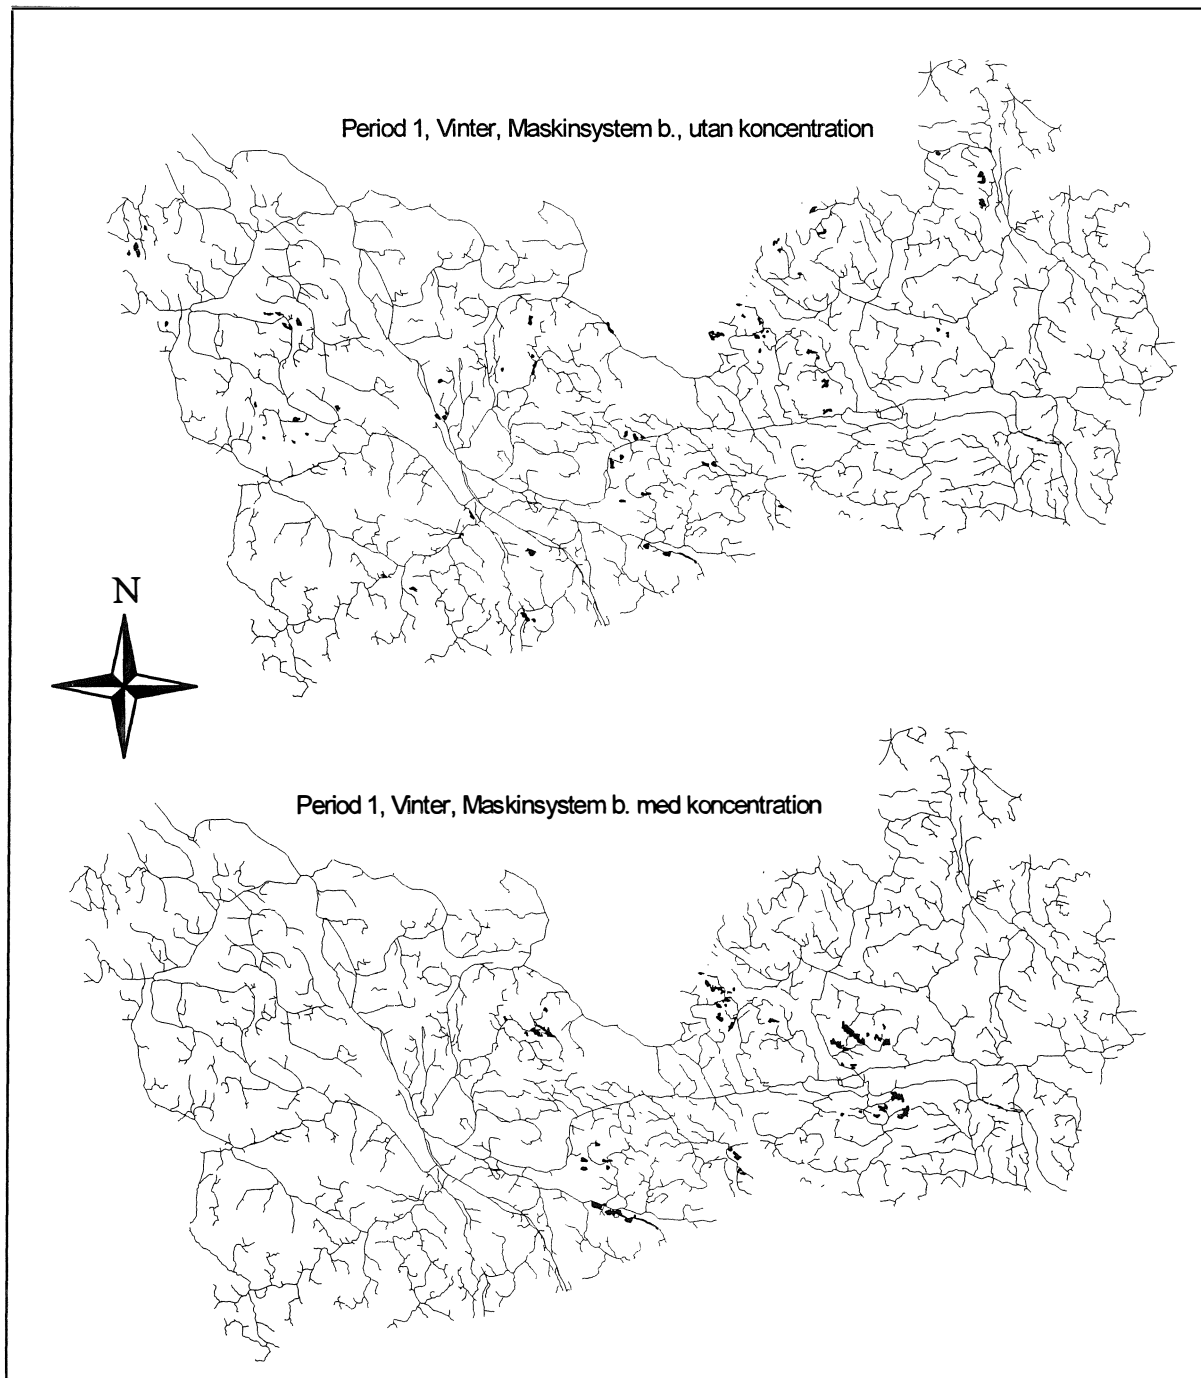 Period 1, Vinter, Maskinsystem b., utan koncentration
N
Period 1, Vinter, Maskinsystem b. med koncentration